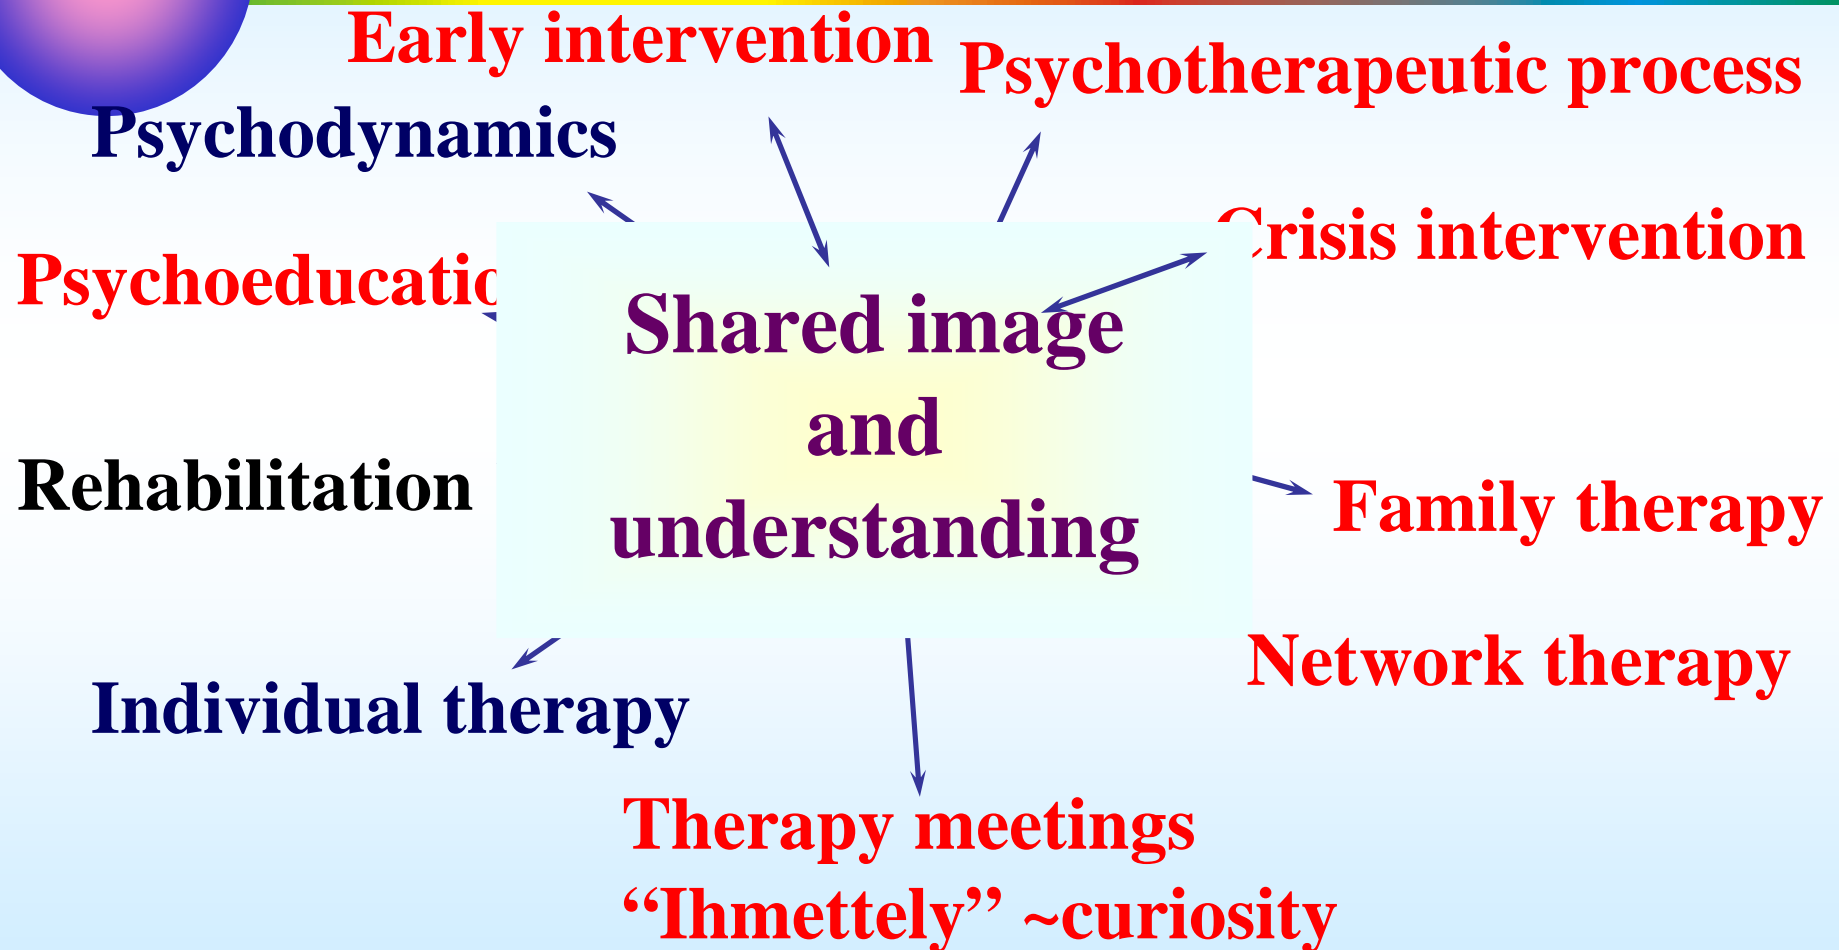 Early intervention
Psychotherapeutic process
Psychodynamics
Crisis intervention
Psychoeducatio
Shared image
and
understanding
Rehabilitation
Family therapy
Network therapy
Individual therapy
Therapy meetings
“Ihmettely” ~curiosity